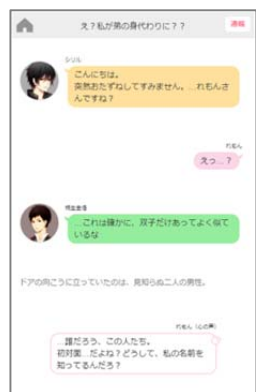 え？私が弟の身代わりに？？
連載
シリル
こんにちは。
突然おたずねしてすみません。…れもんさ
んですね？
れもん
えっ…？
…これは確かに、双子だけあってよく似て
いるな
ドアの向こうに立っていたのは、見知らぬ二人の男性。
れもん（心の声）
…誰だろう、この人たち。
初対面…だよね？どうして、私の名前を
知ってるんだろ？